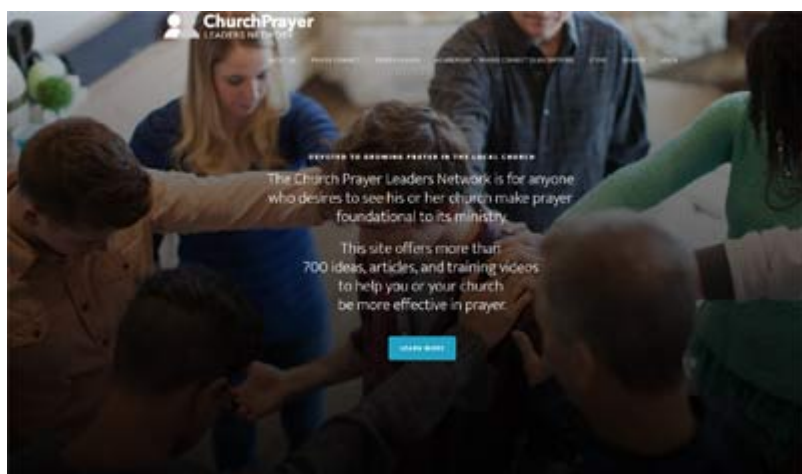 ChurchPrayer
LEADERS NETWORK
DEVOTED TO GROWING PRAYER IN THE LOCAL CHURCH
The Church Prayer Leaders Network is for anyone
who desires to see his or her church make prayer
foundational to its ministry.
This site offers more than
700 ideas, articles, and training videos
to help you or your church
be more effective in prayer.
LEARN MORE